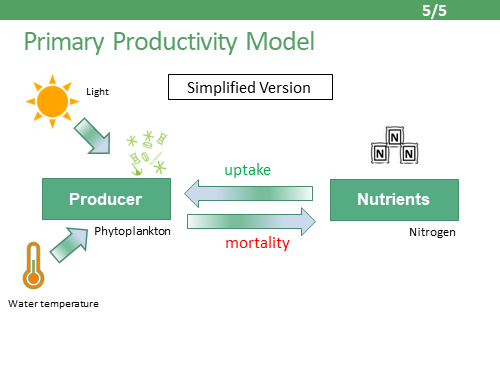 5/5
Primary Productivity Model
Light
Simplified Version
N
N
N
uptake
Producer
Nutrients
Phytoplankton
mortality
Nitrogen
Water temperature